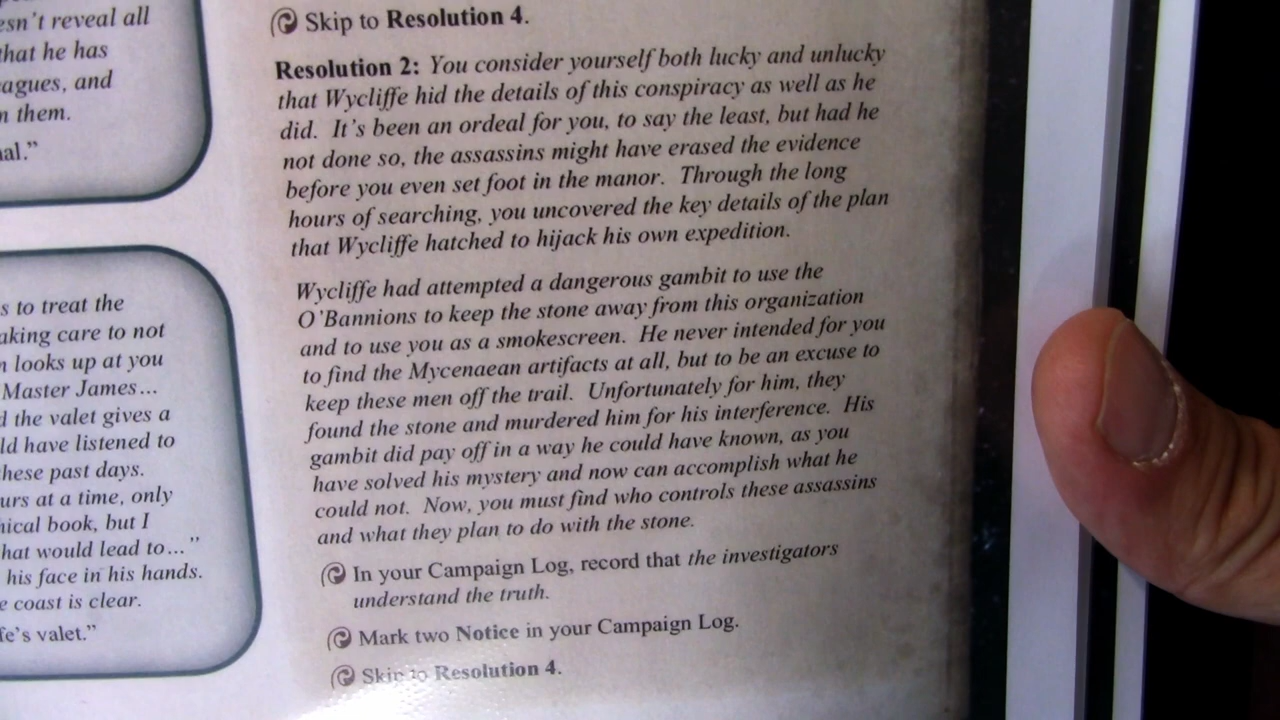 esn't reveal all
that he has
agues, and
n them.
nal."
s to treat the
aking care to not
n looks up at you
Master James...
d the valet gives a
ld have listened to
these past days.
urs at a time, only
nical book, but I
hat would lead to..."
his face in his hands.
e coast is clear.
fe's valet."
Skip to Resolution 4.
Resolution 2: You consider yourself both lucky and unlucky
that Wycliffe hid the details of this conspiracy as well as he
did. It's been an ordeal for you, to say the least, but had he
not done so, the assassins might have erased the evidence
before you even set foot in the manor. Through the long
hours of searching, you uncovered the key details of the plan
that Wycliffe hatched to hijack his own expedition.
Wycliffe had attempted a dangerous gambit to use the
O'Bannions to keep the stone away from this organization
and to use you as a smokescreen. He never intended for you
to find the Mycenaean artifacts at all, but to be an excuse to
keep these men off the trail. Unfortunately for him, they
found the stone and murdered him for his interference. His
gambit did pay off in a way he could have known, as you
have solved his mystery and now can accomplish what he
could not. Now, you must find who controls these assassins
and what they plan to do with the stone.
In your Campaign Log, record that the investigators
understand the truth.
Mark two Notice in your Campaign Log.
Skip to Resolution 4.